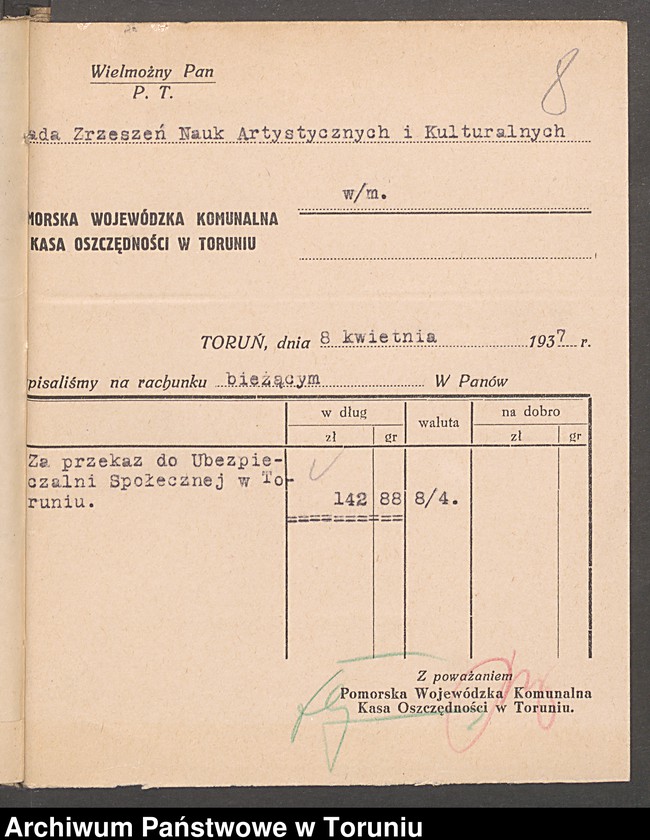 8
Wielmożny Pan
P. T.
ada Zrzeszeń Nauk Artystycznych i Kulturalnych
w/m.
MORSKA WOJEWÓDZKA KOMUNALNA
KASA OSZCZĘDNOŚCI W TORUNIU
TORUŃ, dnia 8 kwietnia 1937 r.
pisaliśmy na rachunku bieżącym W Panów
w dług waluta na dobro
zł gr zł gr
Za przekaz do Ubezpie-
czalni Społecznej w To-
runiu. 142 88 8/4.
Z poważaniem
Pomorska Wojewódzka Komunalna
Kasa Oszczędności w Toruniu.
Archiwum Państwowe w Toruniu